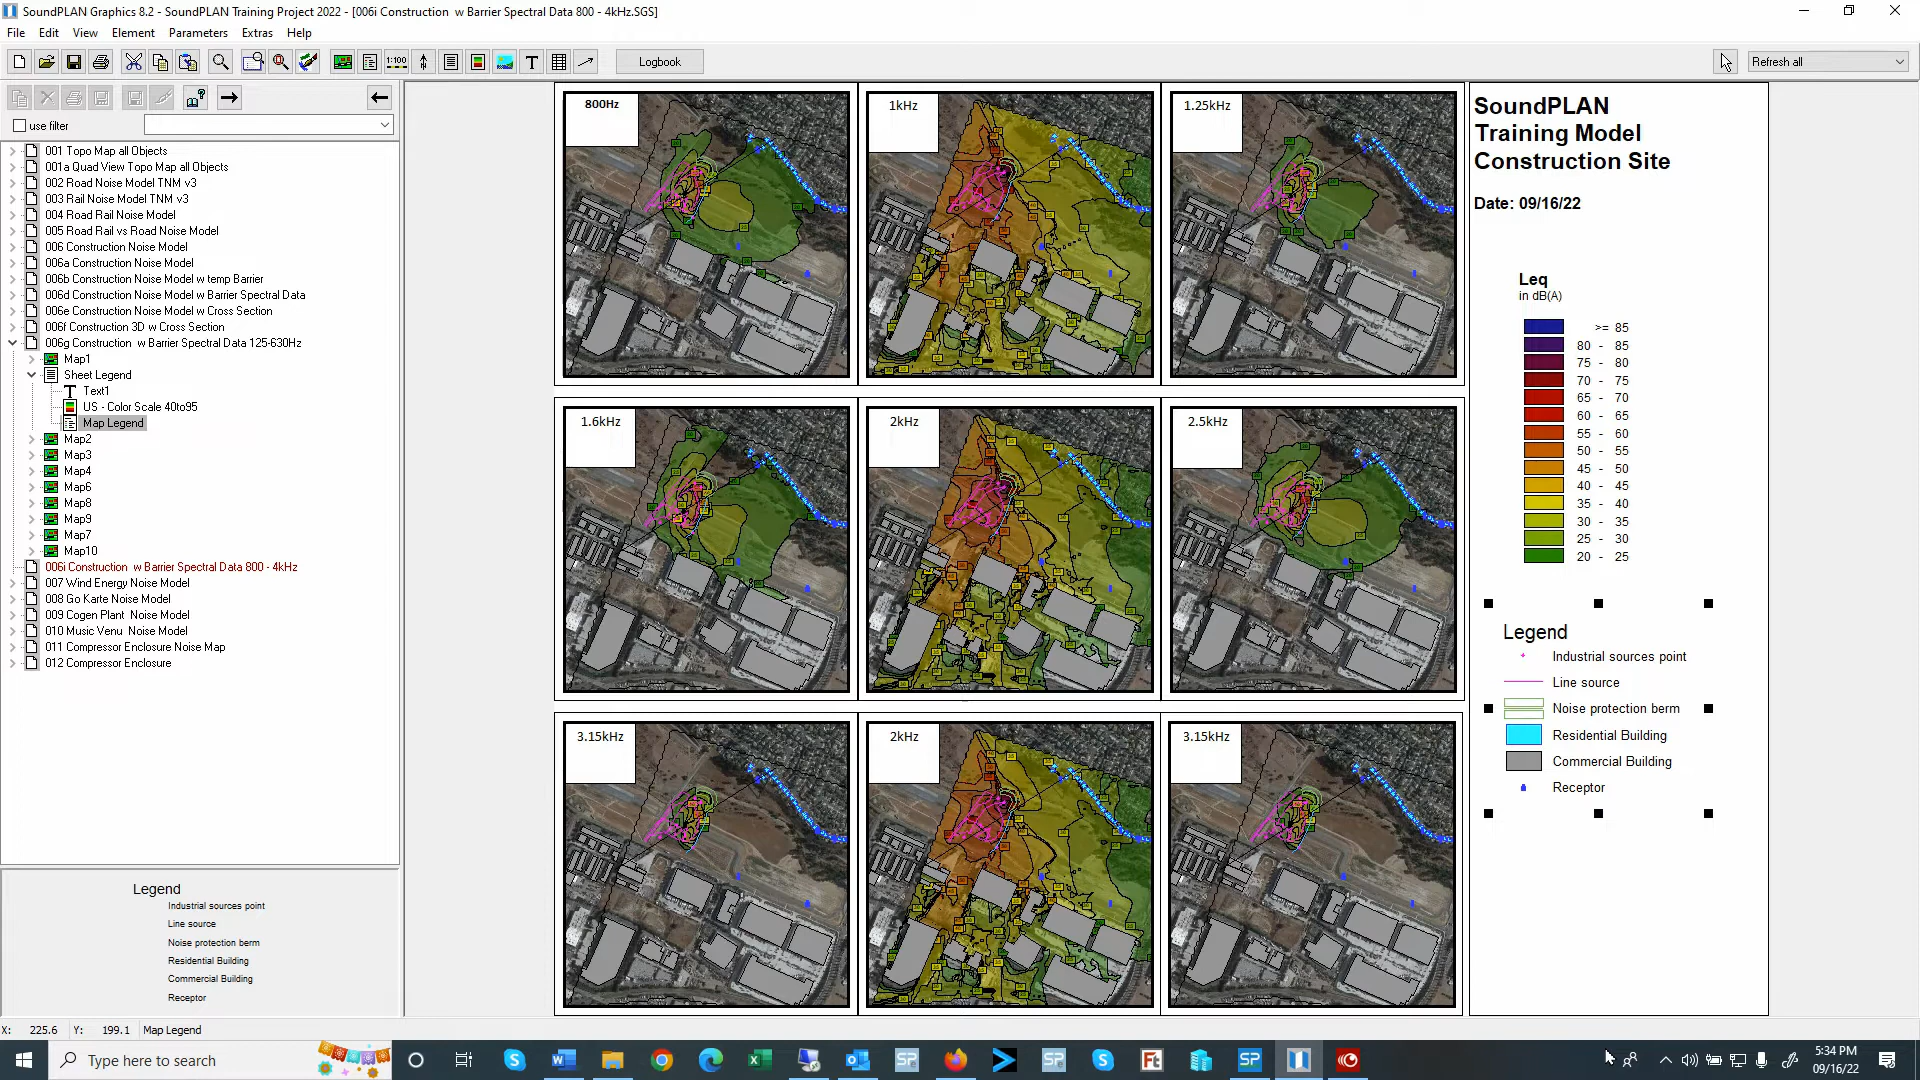 SoundPLAN Graphics 8.2 - SoundPLAN Training Project 2022 - [006i Construction  w Barrier Spectral Data 800 - 4kHz.SGS]
File Edit View Element Parameters Extras Help
1:100 T Logbook Refresh all
use filter
001 Topo Map all Objects
001a Quad View Topo Map all Objects
002 Road Noise Model TNM v3
003 Rail Noise Model TNM v3
004 Road Rail Noise Model
005 Road Rail vs Road Noise Model
006 Construction Noise Model
006a Construction Noise Model
006b Construction Noise Model w temp Barrier
006d Construction Noise Model w Barrier Spectral Data
006e Construction Noise Model w Cross Section
006f Construction 3D w Cross Section
006g Construction  w Barrier Spectral Data 125-630Hz
Map1
Sheet Legend
Text1
US - Color Scale 40to95
Map Legend
Map2
Map3
Map4
Map6
Map8
Map9
Map7
Map10
006i Construction  w Barrier Spectral Data 800 - 4kHz
007 Wind Energy Noise Model
008 Go Karte Noise Model
009 Cogen Plant  Noise Model
010 Music Venu  Noise Model
011 Compressor Enclosure Noise Map
012 Compressor Enclosure
Legend
Industrial sources point
Line source
Noise protection berm
Residential Building
Commercial Building
Receptor
800Hz
1kHz
1.25kHz
1.6kHz
2kHz
2.5kHz
3.15kHz
2kHz
3.15kHz
SoundPLAN
Training Model
Construction Site
Date: 09/16/22
Leq
in dB(A)
>= 85
80 - 85
75 - 80
70 - 75
65 - 70
60 - 65
55 - 60
50 - 55
45 - 50
40 - 45
35 - 40
30 - 35
25 - 30
20 - 25
Legend
Industrial sources point
Line source
Noise protection berm
Residential Building
Commercial Building
Receptor
X: 225.6 Y: 199.1 Map Legend
Type here to search
5:34 PM
09/16/22